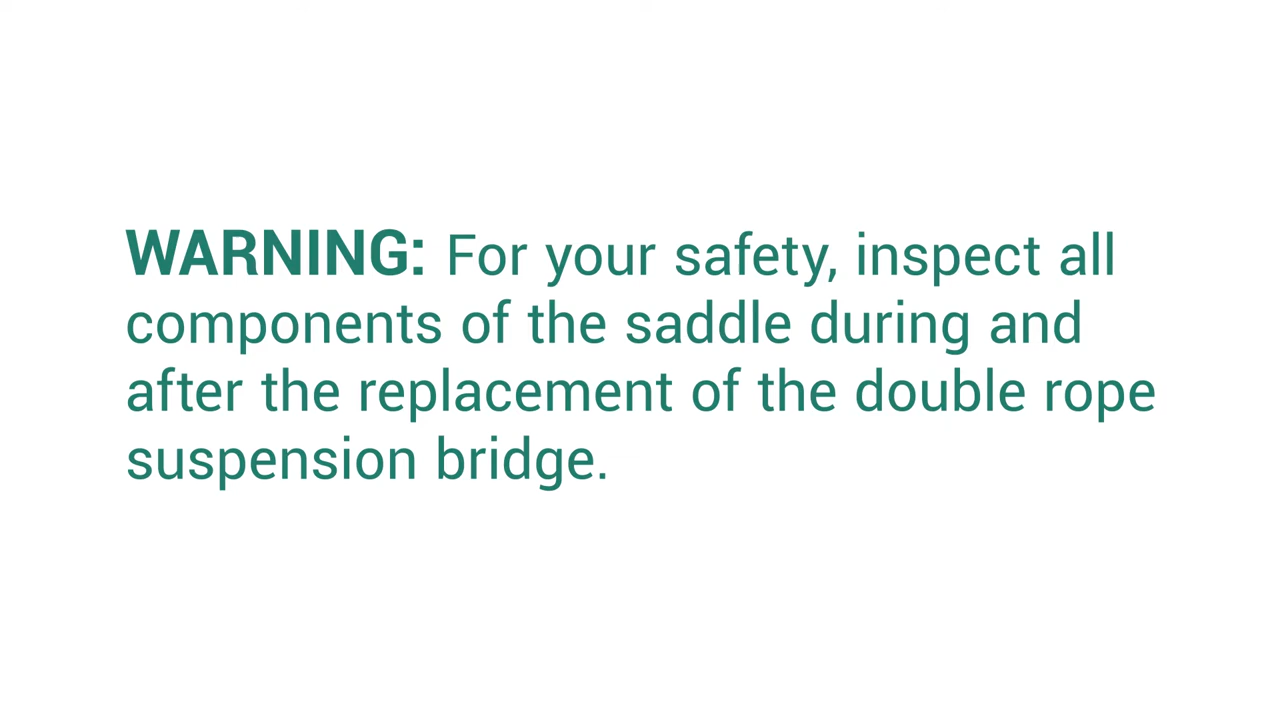 WARNING: For your safety, inspect all
components of the saddle during and
after the replacement of the double rope
suspension bridge.